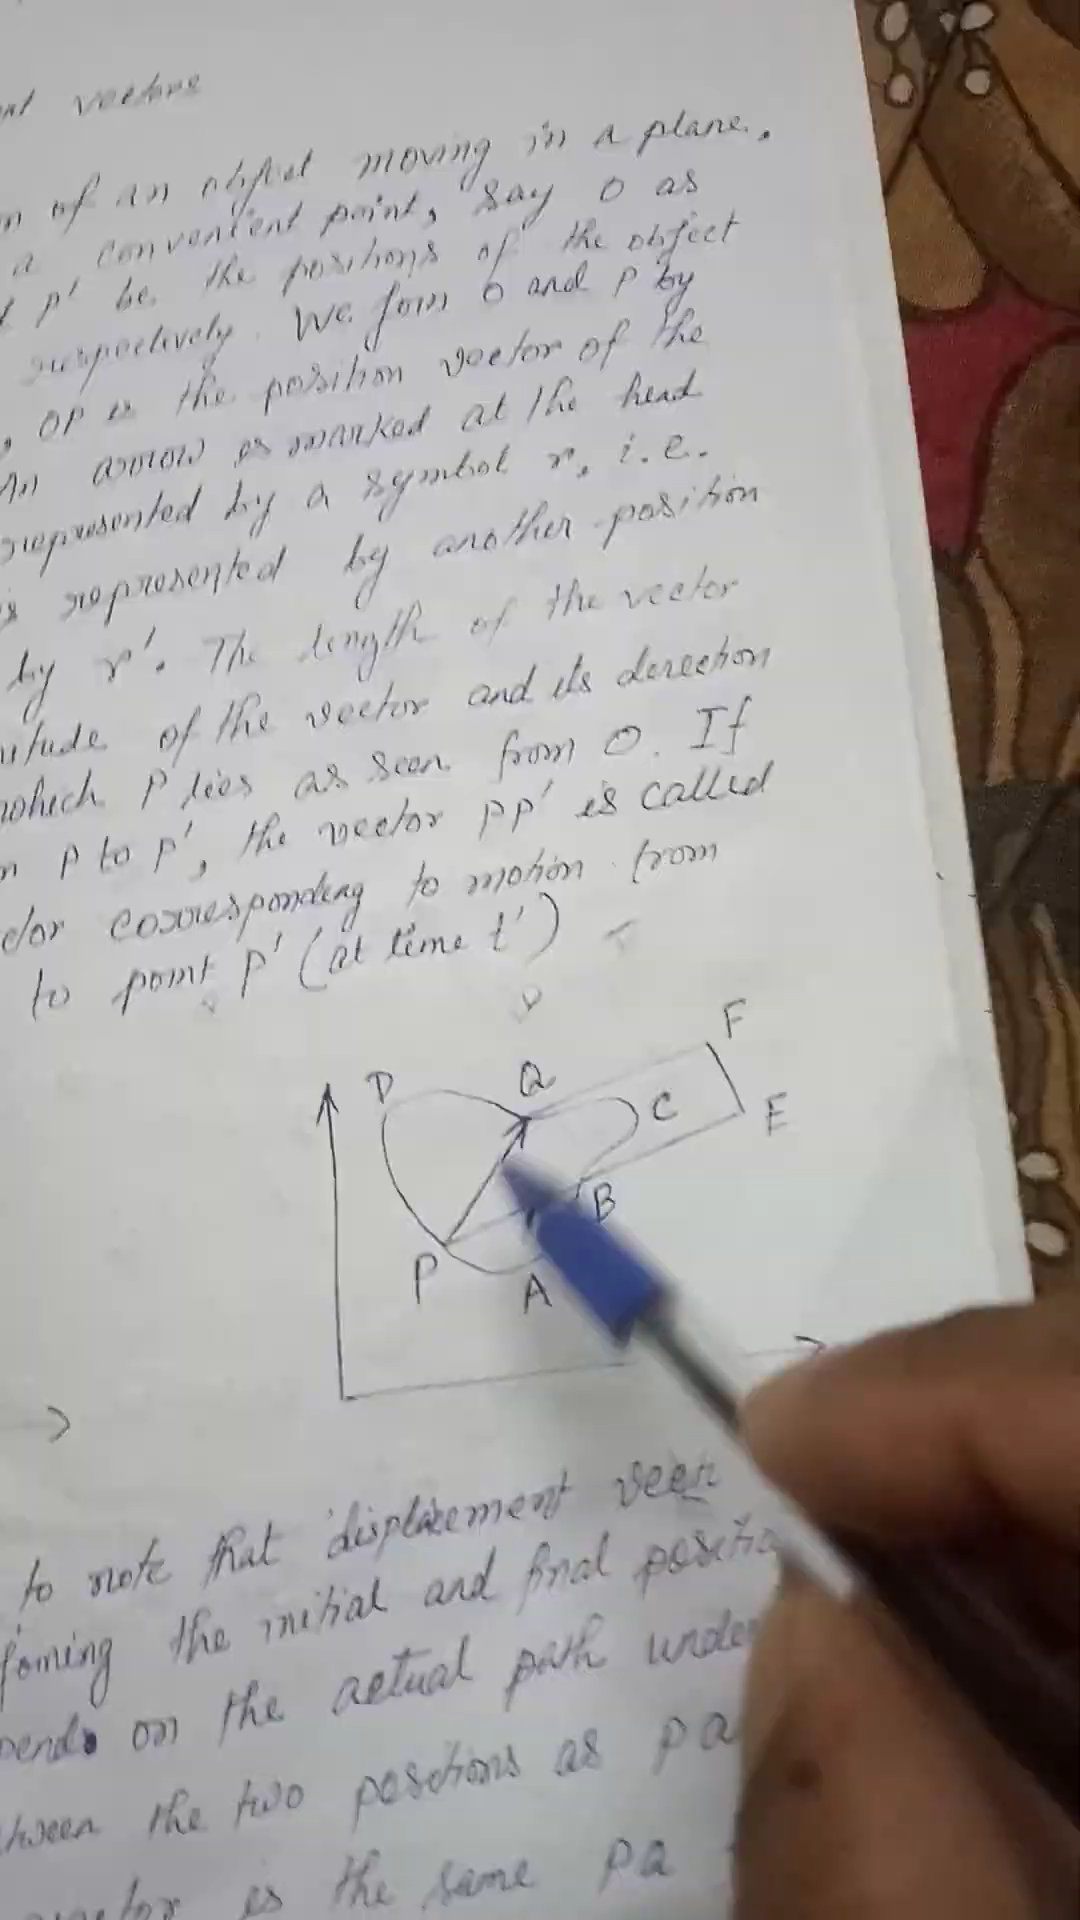 vectors
of an object moving in a plane.
a convenient point, say O as
P' be the positions of the object
respectively. We join O and P by
, OP is the position vector of the
An arrow is marked at the head
represented by a symbol r, i.e.
is represented by another position
by r'. The length of the vector
of the vector and its direction
which P lies as seen from O. If
P to P', the vector PP' is called
corresponding to motion from
to point P' (at time t')
D Q F
C E
B
P A
to note that displacement
joining the initial and final
on the actual path
the two positions as
is the same PQ